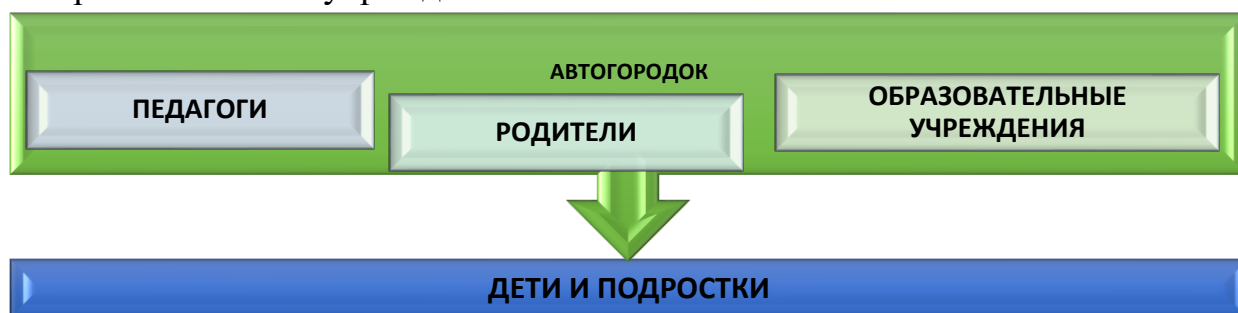 АВТОГОРОДОК
ПЕДАГОГИ
РОДИТЕЛИ
ОБРАЗОВАТЕЛЬНЫЕ
УЧРЕЖДЕНИЯ
ДЕТИ И ПОДРОСТКИ